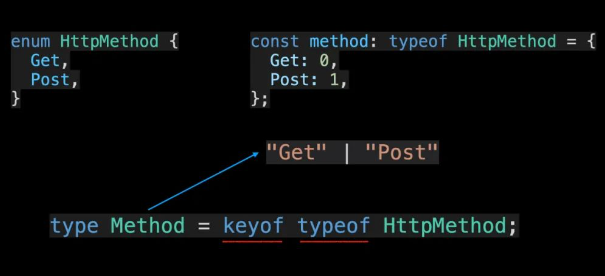 enum HttpMethod {
  Get,
  Post,
}
const method: typeof HttpMethod = {
  Get: 0,
  Post: 1,
};
"Get" | "Post"
type Method = keyof typeof HttpMethod;